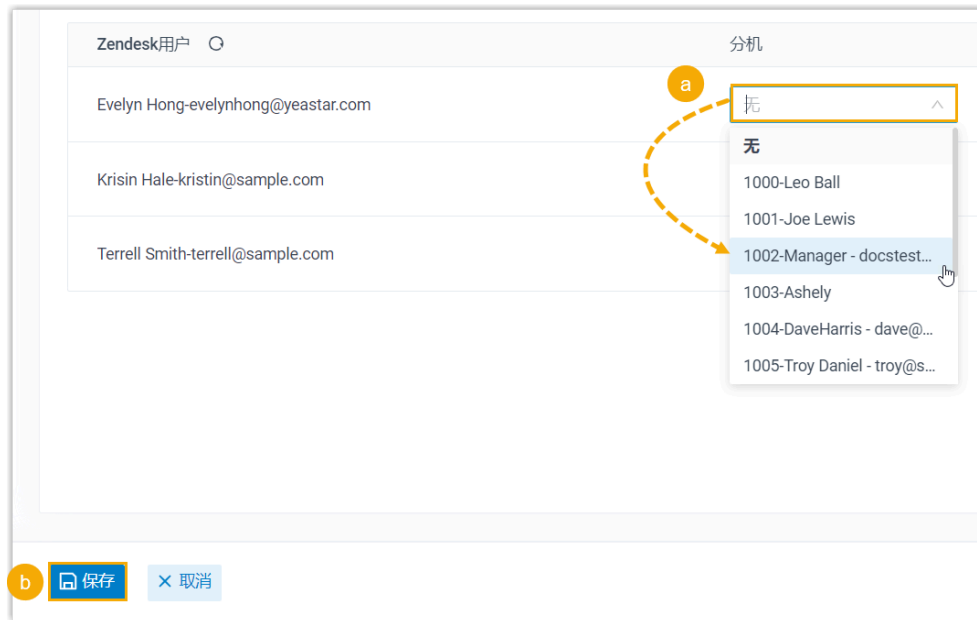 Zendesk用户 分机
a
Evelyn Hong-evelynhong@yeastar.com 无
无
Krisin Hale-kristin@sample.com 1000-Leo Ball
1001-Joe Lewis
Terrell Smith-terrell@sample.com 1002-Manager - docstest...
1003-Ashely
1004-DaveHarris - dave@...
1005-Troy Daniel - troy@s...
b 保存 取消